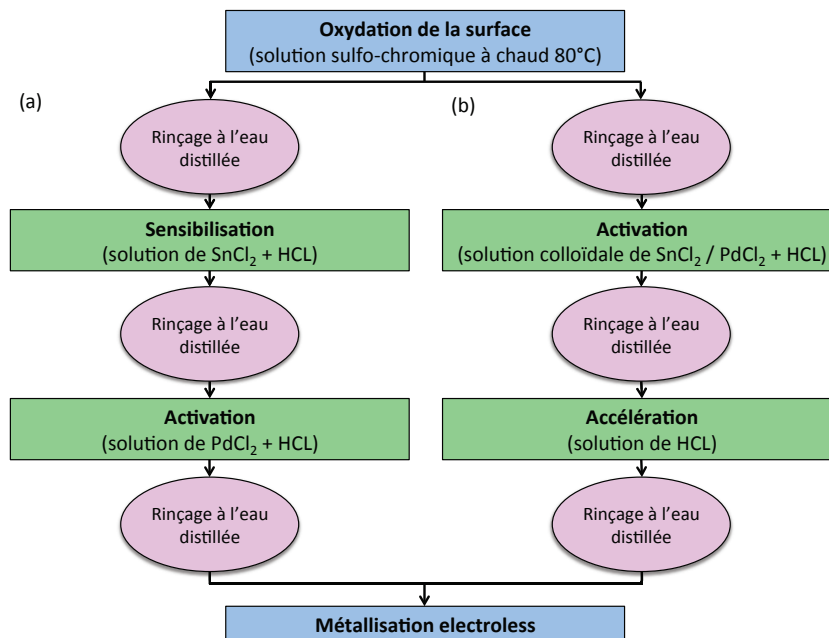 Oxydation de la surface
(solution sulfo-chromique à chaud 80°C)
(a)
Rinçage à l'eau
distillée
Sensibilisation
(solution de SnCl₂ + HCL)
Rinçage à l'eau
distillée
Activation
(solution de PdCl₂ + HCL)
Rinçage à l'eau
distillée
(b)
Rinçage à l'eau
distillée
Activation
(solution colloïdale de SnCl₂ / PdCl₂ + HCL)
Rinçage à l'eau
distillée
Accélération
(solution de HCL)
Rinçage à l'eau
distillée
Métallisation electroless